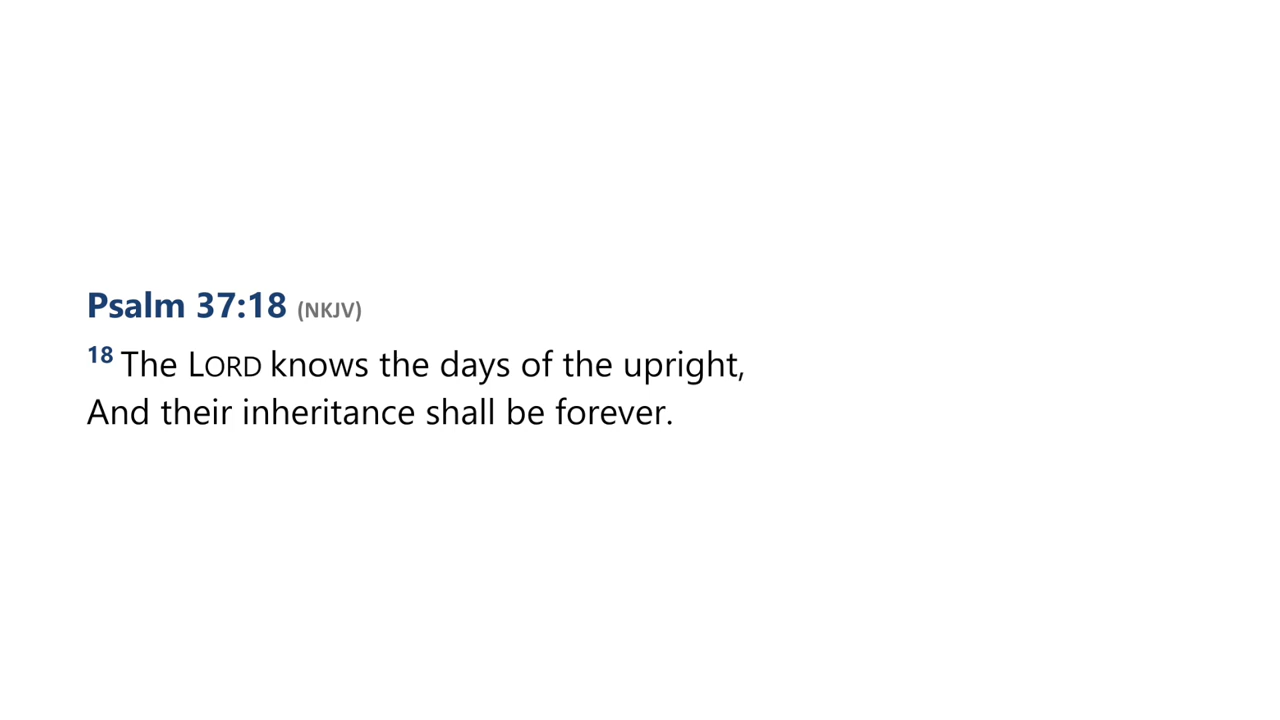 Psalm 37:18 (NKJV)
18 The LORD knows the days of the upright,
And their inheritance shall be forever.